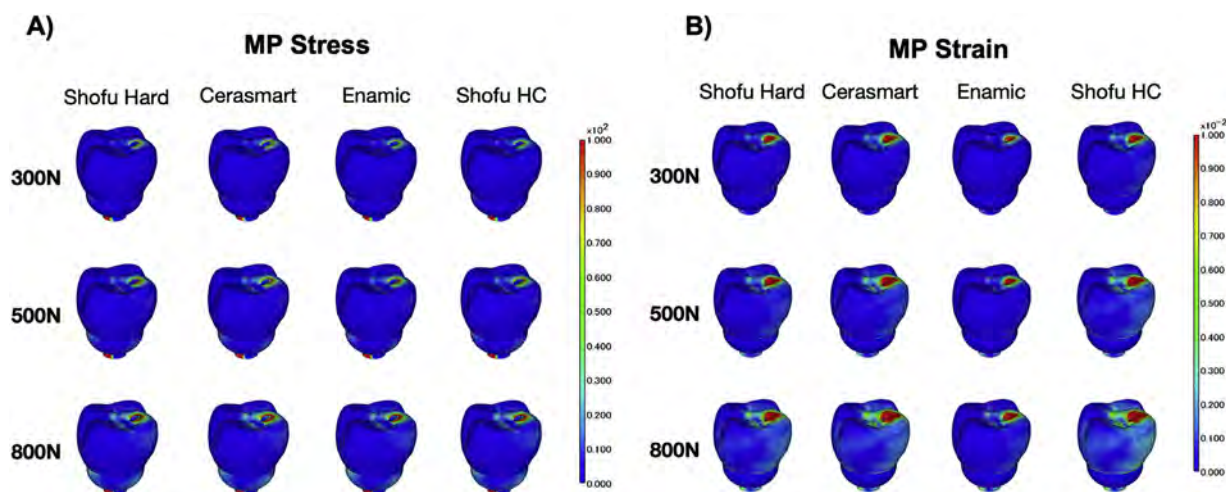 A)
MP Stress
Shofu Hard Cerasmart Enamic Shofu HC
300N
500N
800N
×10²
1.000
0.900
0.800
0.700
0.600
0.500
0.400
0.300
0.200
0.100
0.000
B)
MP Strain
Shofu Hard Cerasmart Enamic Shofu HC
300N
500N
800N
×10⁻²
1.000
0.900
0.800
0.700
0.600
0.500
0.400
0.300
0.200
0.100
0.000